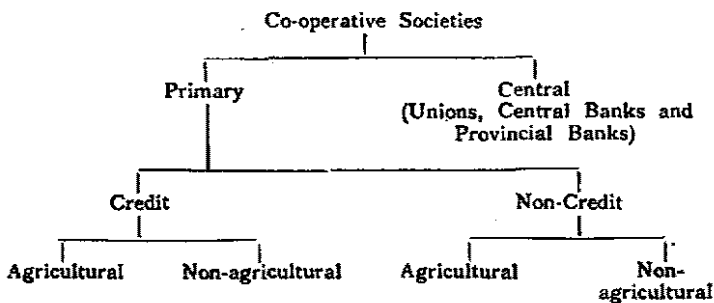 Co-operative Societies
Primary
Central
(Unions, Central Banks and
Provincial Banks)
Credit
Non-Credit
Agricultural
Non-agricultural
Agricultural
Non-
agricultural